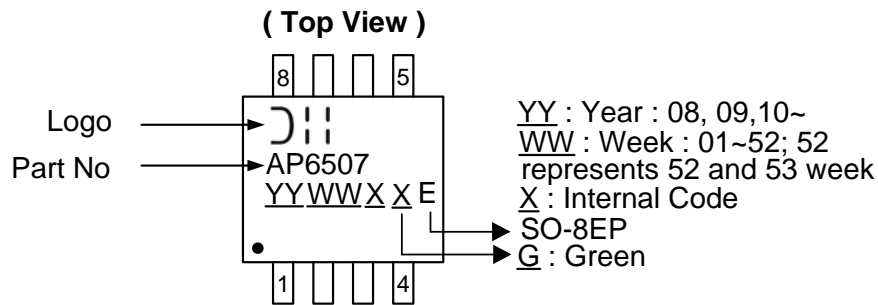 ( Top View )
8 5
Logo
Part No
AP6507
YYWWX X E
1 4
YY : Year : 08, 09,10~
WW : Week : 01~52; 52
represents 52 and 53 week
X : Internal Code
SO-8EP
G : Green